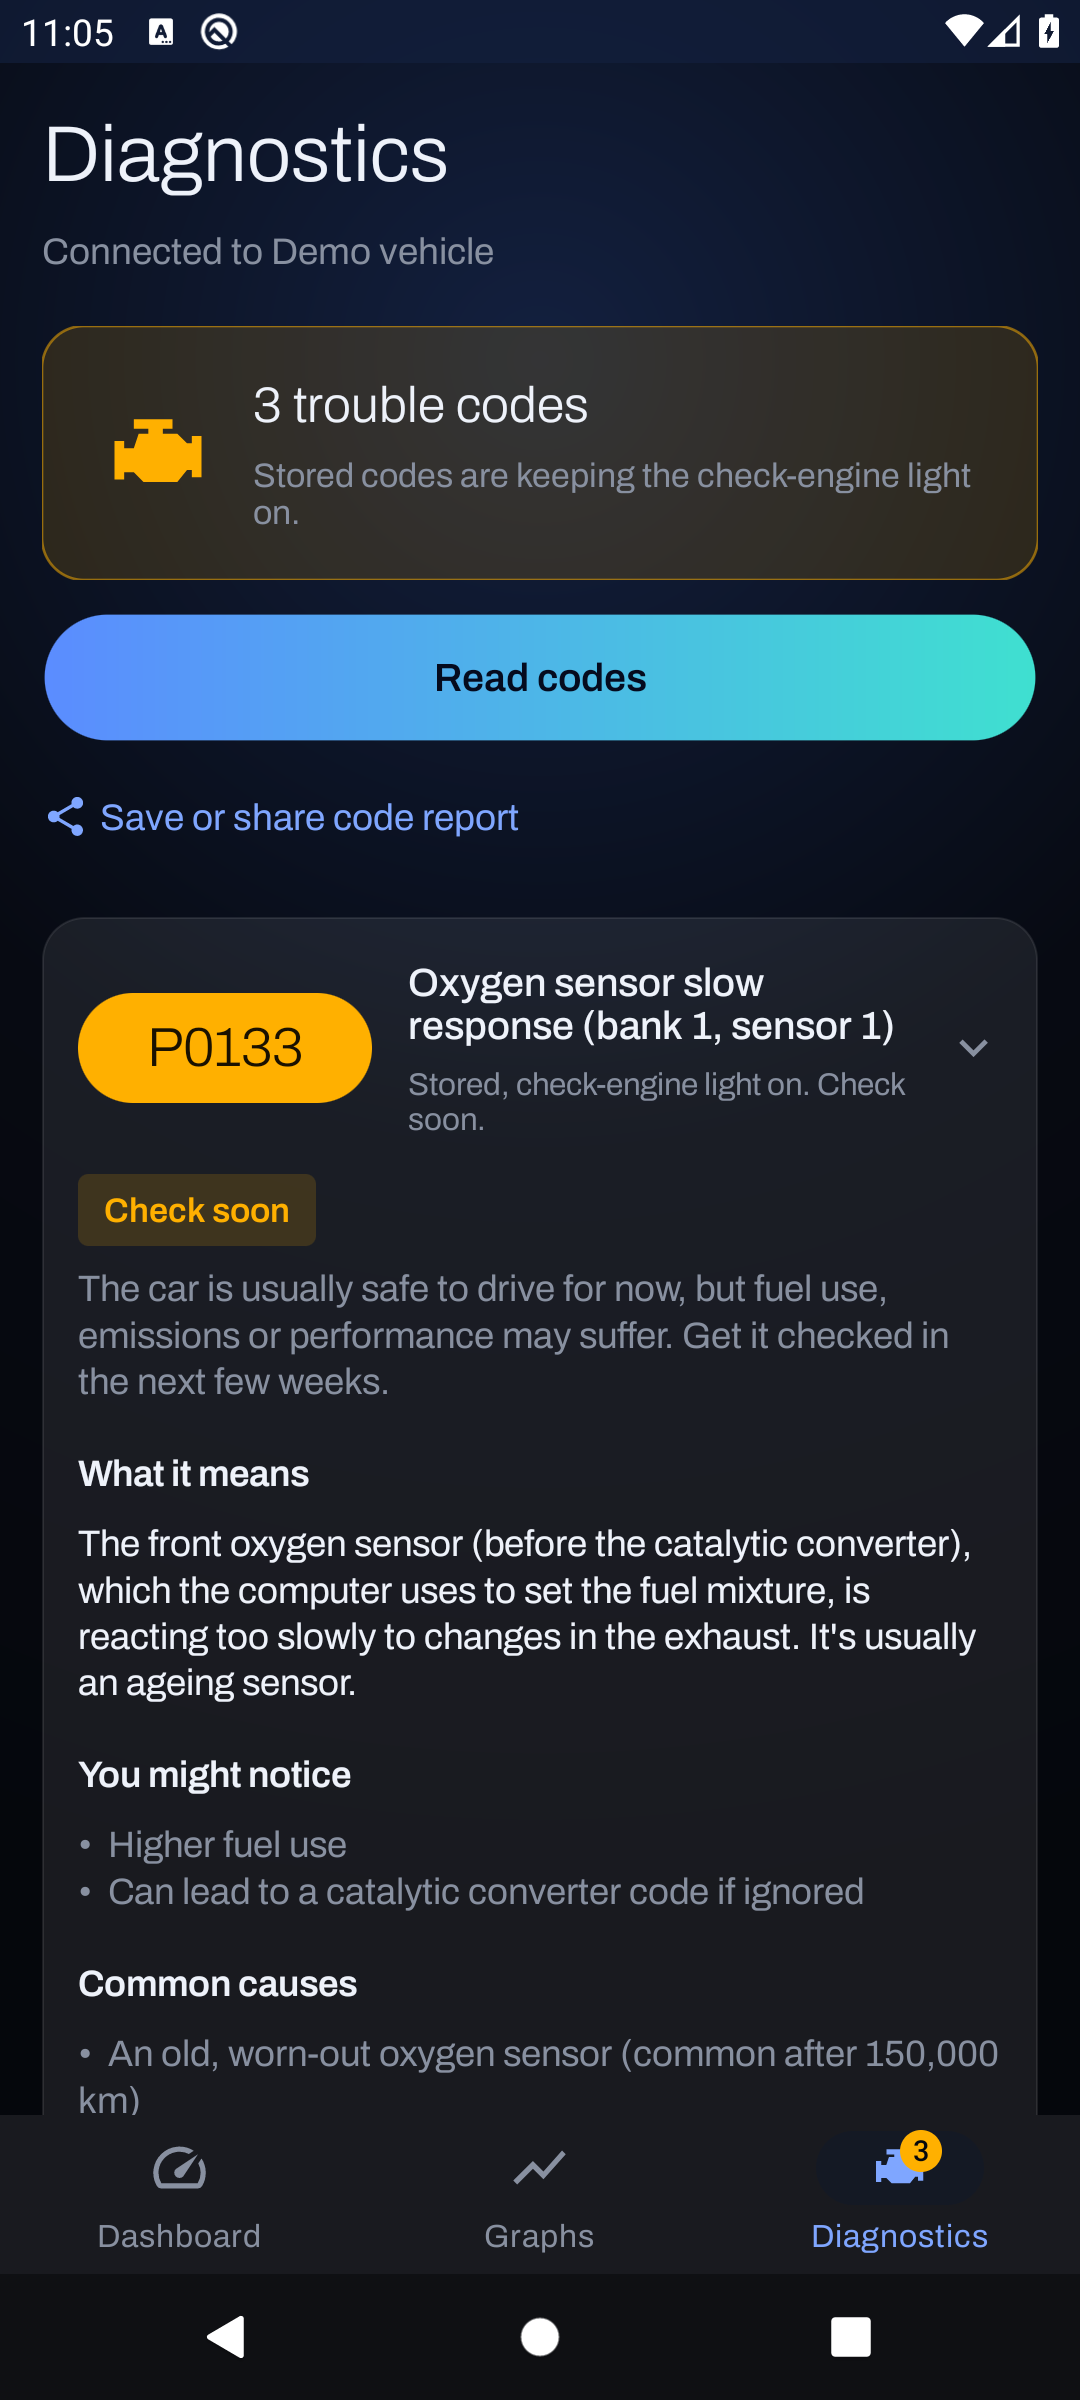 11:05
Diagnostics
Connected to Demo vehicle
3 trouble codes
Stored codes are keeping the check-engine light
on.
Read codes
Save or share code report
P0133
Oxygen sensor slow
response (bank 1, sensor 1)
Stored, check-engine light on. Check
soon.
Check soon
The car is usually safe to drive for now, but fuel use,
emissions or performance may suffer. Get it checked in
the next few weeks.
What it means
The front oxygen sensor (before the catalytic converter),
which the computer uses to set the fuel mixture, is
reacting too slowly to changes in the exhaust. It's usually
an ageing sensor.
You might notice
• Higher fuel use
• Can lead to a catalytic converter code if ignored
Common causes
• An old, worn-out oxygen sensor (common after 150,000
km)
3
Dashboard
Graphs
Diagnostics